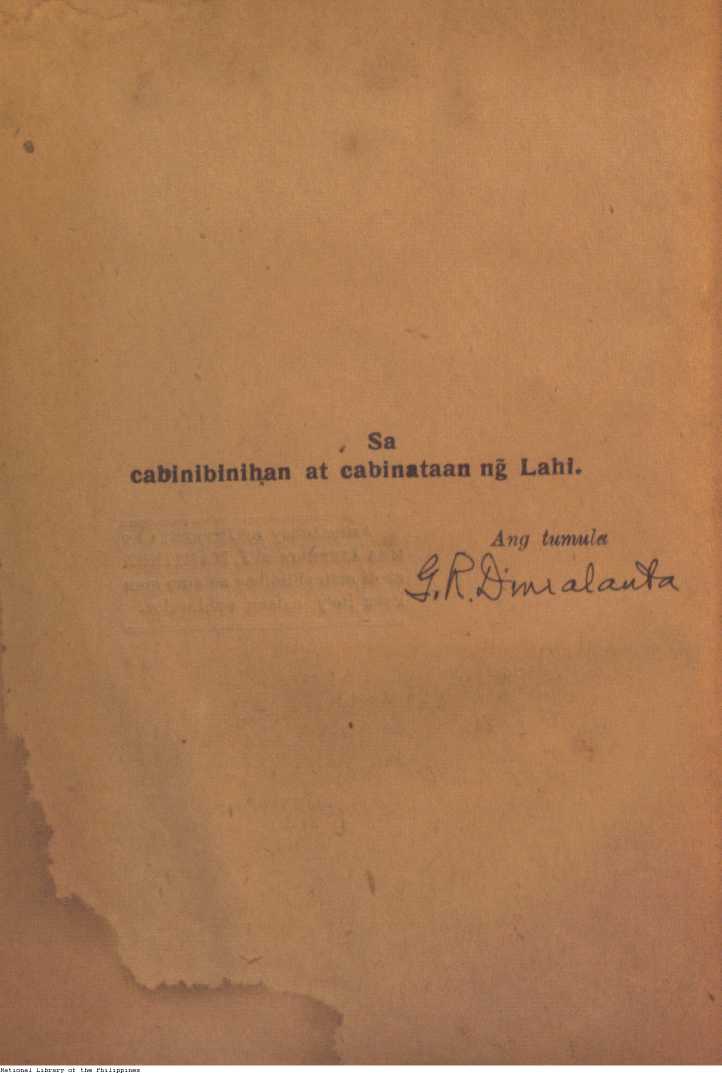 Sa
cabinibinihan at cabinataan ng̃ Lahi.
Ang tumula
G. R. Dimalanta
National Library of the Philippines